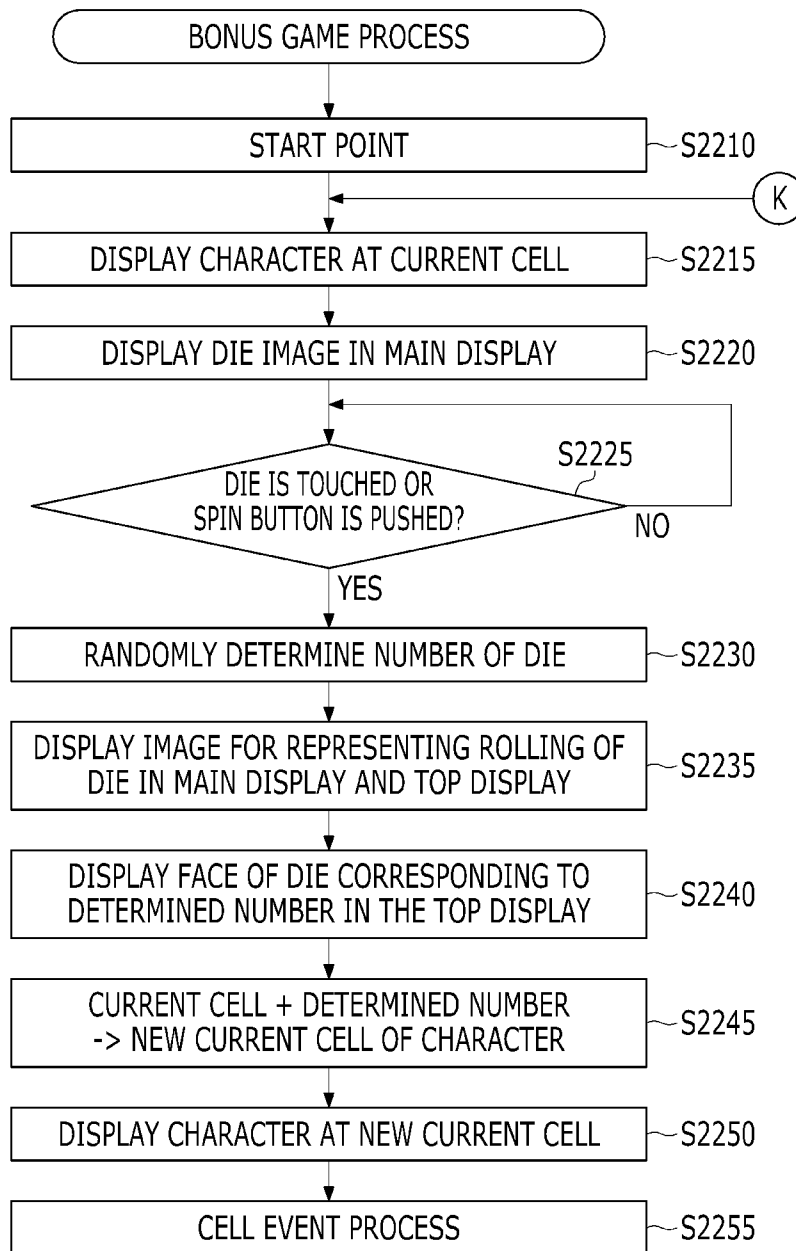 BONUS GAME PROCESS
START POINT
S2210
K
DISPLAY CHARACTER AT CURRENT CELL
S2215
DISPLAY DIE IMAGE IN MAIN DISPLAY
S2220
S2225
DIE IS TOUCHED OR
SPIN BUTTON IS PUSHED?
NO
YES
RANDOMLY DETERMINE NUMBER OF DIE
S2230
DISPLAY IMAGE FOR REPRESENTING ROLLING OF
DIE IN MAIN DISPLAY AND TOP DISPLAY
S2235
DISPLAY FACE OF DIE CORRESPONDING TO
DETERMINED NUMBER IN THE TOP DISPLAY
S2240
CURRENT CELL + DETERMINED NUMBER
-> NEW CURRENT CELL OF CHARACTER
S2245
DISPLAY CHARACTER AT NEW CURRENT CELL
S2250
CELL EVENT PROCESS
S2255